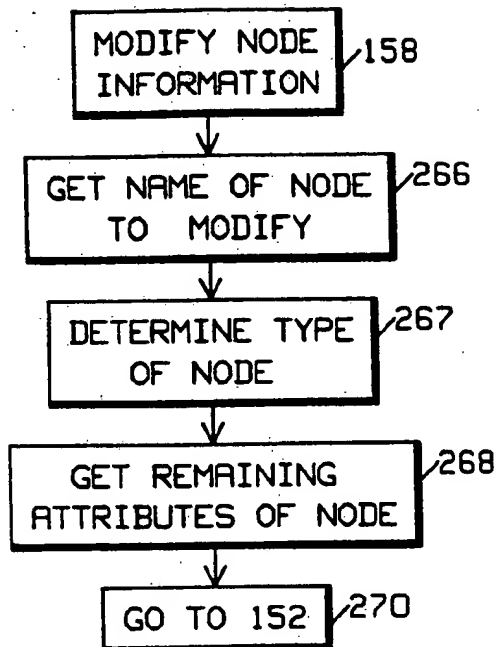 MODIFY NODE
INFORMATION
158
GET NAME OF NODE
TO MODIFY
266
DETERMINE TYPE
OF NODE
267
GET REMAINING
ATTRIBUTES OF NODE
268
GO TO 152
270